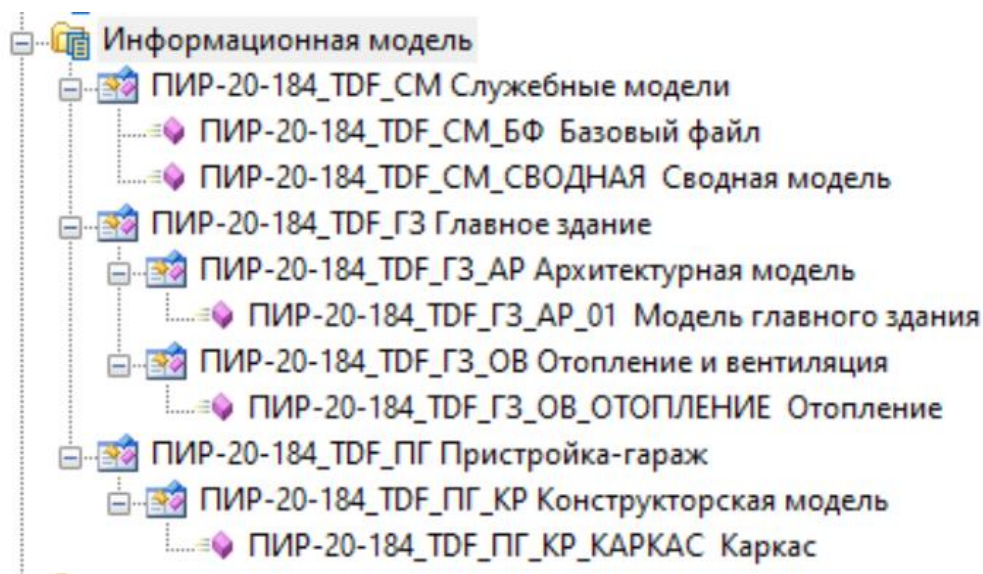 Информационная модель
ПИР-20-184_TDF_СМ Служебные модели
ПИР-20-184_TDF_СМ_БФ Базовый файл
ПИР-20-184_TDF_СМ_СВОДНАЯ Сводная модель
ПИР-20-184_TDF_ГЗ Главное здание
ПИР-20-184_TDF_ГЗ_АР Архитектурная модель
ПИР-20-184_TDF_ГЗ_АР_01 Модель главного здания
ПИР-20-184_TDF_ГЗ_ОВ Отопление и вентиляция
ПИР-20-184_TDF_ГЗ_ОВ_ОТОПЛЕНИЕ Отопление
ПИР-20-184_TDF_ПГ Пристройка-гараж
ПИР-20-184_TDF_ПГ_КР Конструкторская модель
ПИР-20-184_TDF_ПГ_КР_КАРКАС Каркас